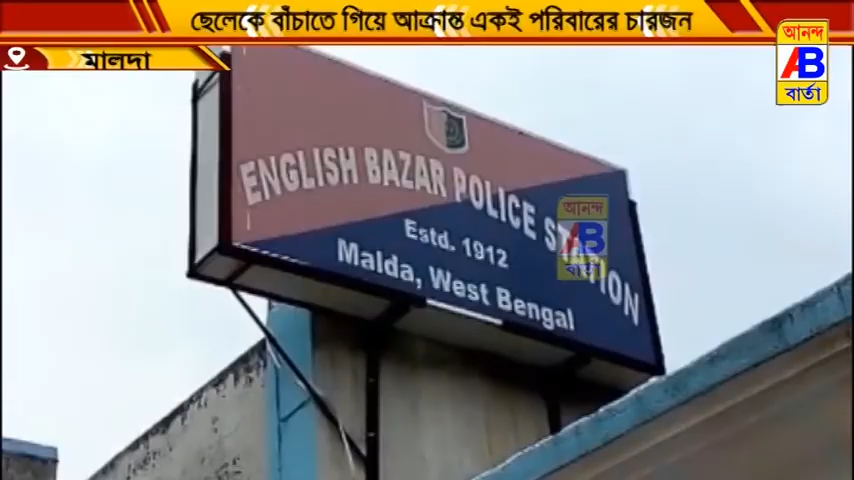 ছেলেকে বাঁচাতে গিয়ে আক্রান্ত একই পরিবারের চারজন
মালদা
আনন্দ
AB
বার্তা
ENGLISH BAZAR POLICE STATION
Estd. 1912
Malda, West Bengal
আনন্দ
AB
বার্তা